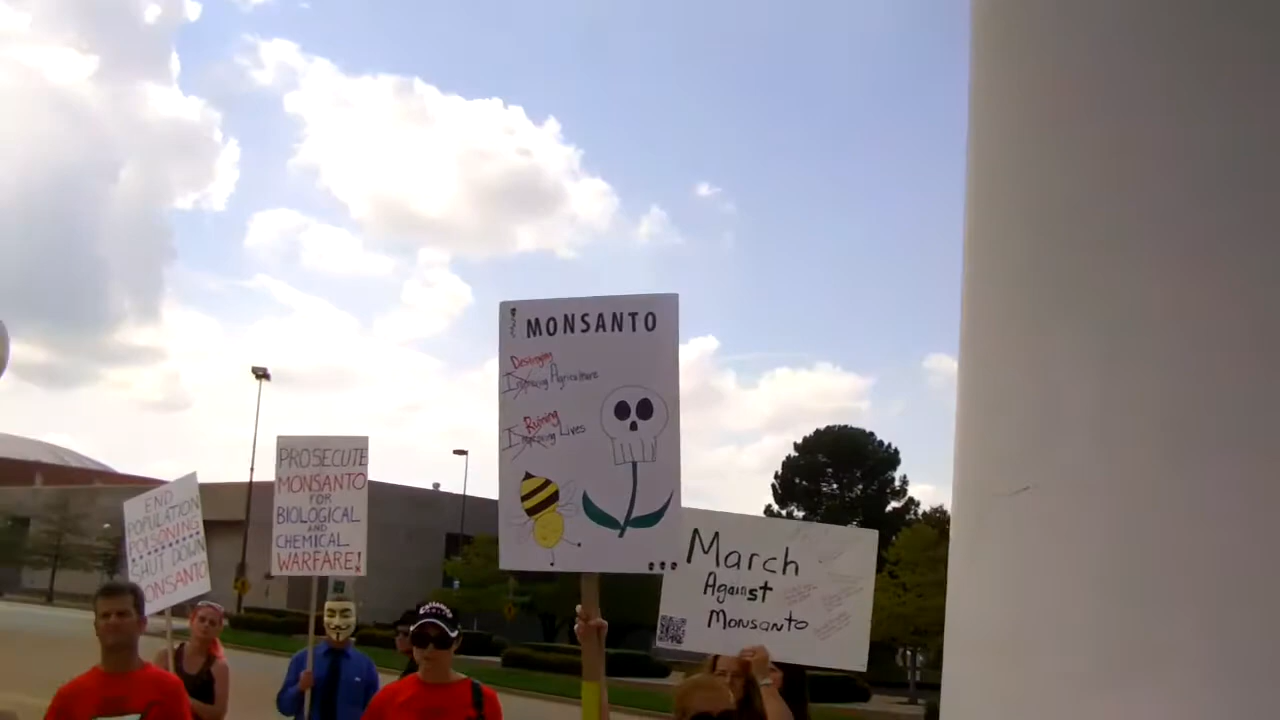 MONSANTO
Destroying
Improving Agriculture
Ruining
Improving Lives
PROSECUTE
MONSANTO
FOR
BIOLOGICAL
AND
CHEMICAL
WARFARE!
END
POPULATION
POISONING
SHUT DOWN
MONSANTO
March
Against
Monsanto